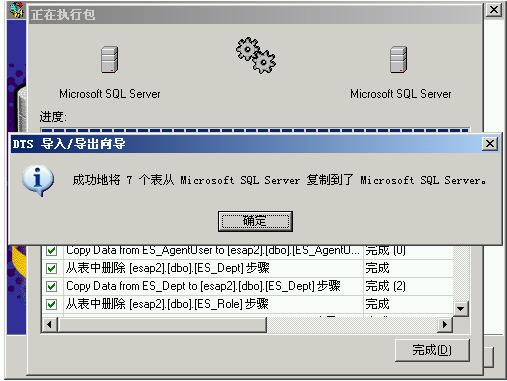 正在执行包
Microsoft SQL Server
Microsoft SQL Server
进度:
DTS 导入/导出向导
成功地将 7 个表从 Microsoft SQL Server 复制到了 Microsoft SQL Server。
确定
Copy Data from ES_AgentUser to [esap2].[dbo].[ES_AgentU... 完成 (0)
从表中删除 [esap2].[dbo].[ES_Dept] 步骤 完成
Copy Data from ES_Dept to [esap2].[dbo].[ES_Dept] 步骤 完成 (2)
从表中删除 [esap2].[dbo].[ES_Role] 步骤 完成
完成(D)